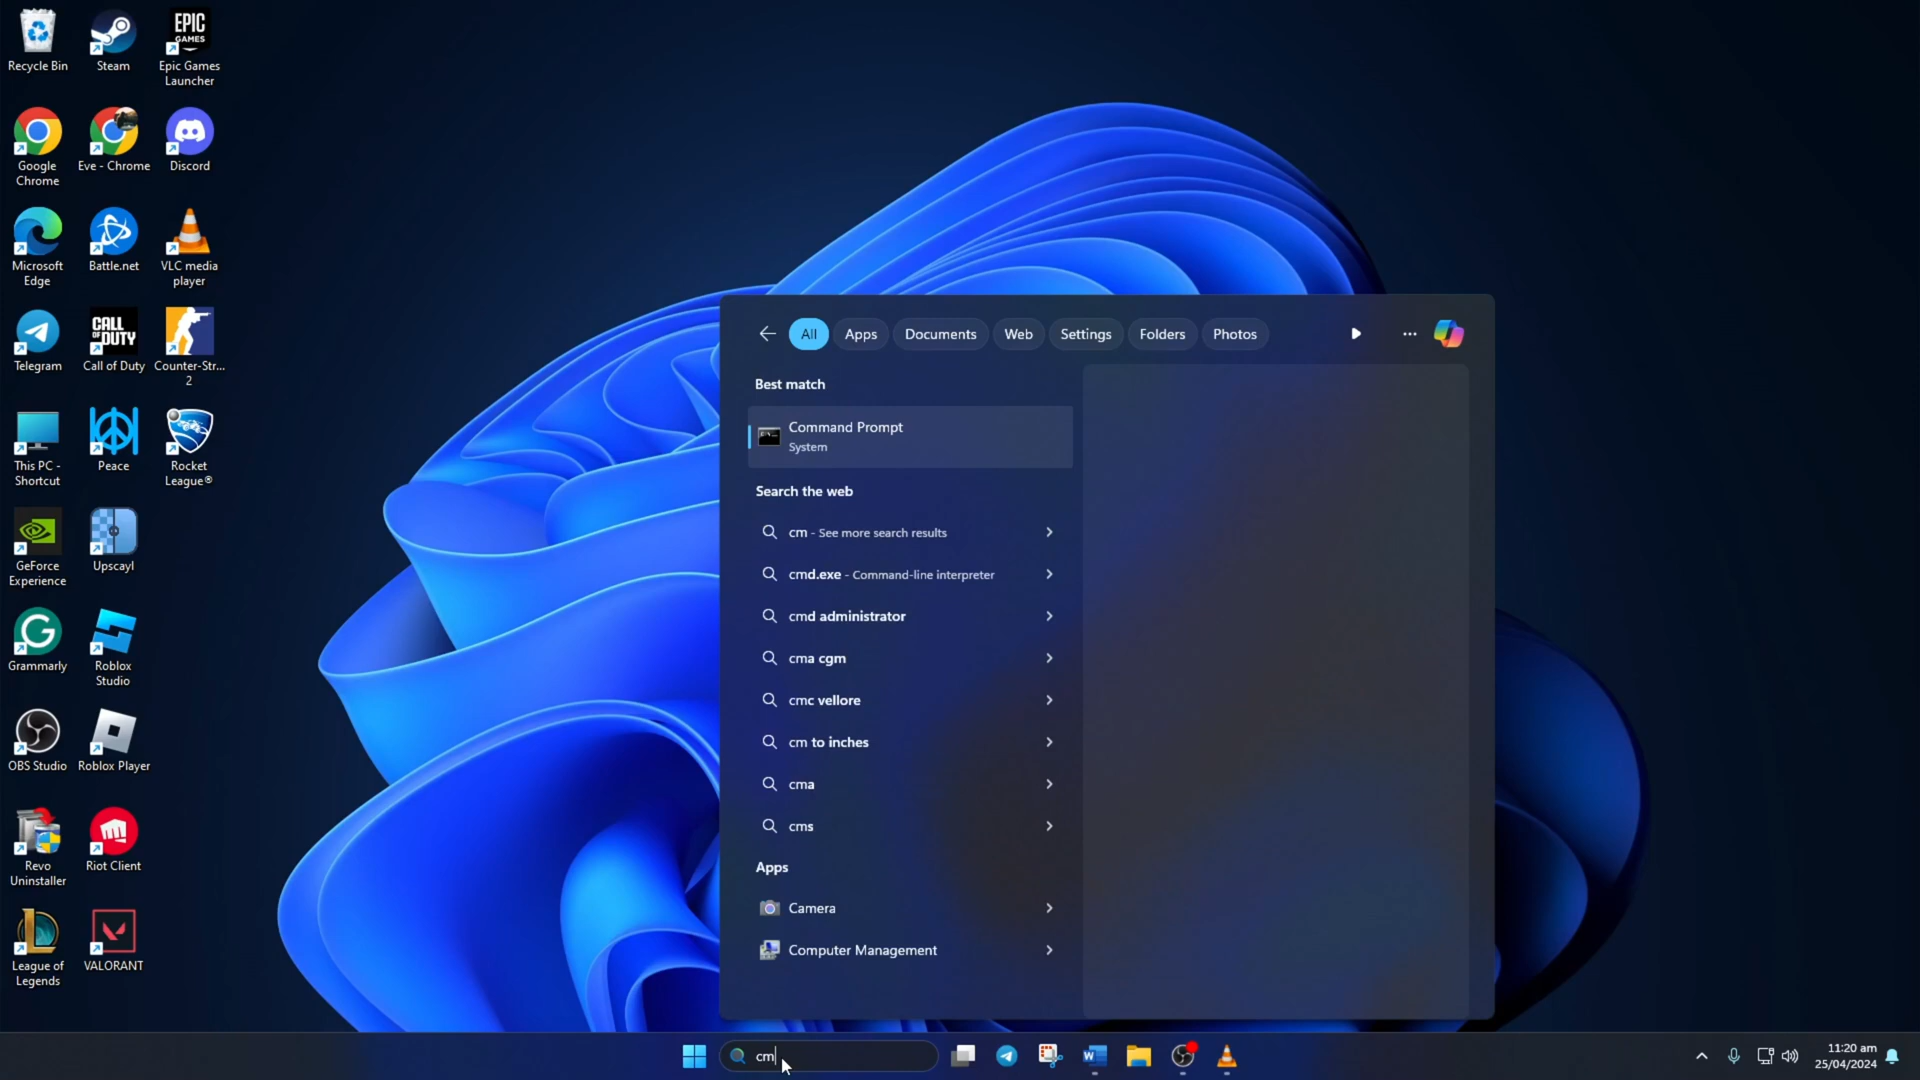 Recycle Bin
Steam
EPIC
GAMES
Epic Games
Launcher
Google
Chrome
Eve - Chrome
Discord
Microsoft
Edge
Battle.net
VLC media
player
Telegram
CALL
OF DUTY
Call of Duty
Counter-Str...
2
This PC -
Shortcut
Peace
Rocket
League®
GeForce
Experience
Upscayl
Grammarly
Roblox
Studio
OBS Studio
Roblox Player
Revo
Uninstaller
Riot Client
League of
Legends
VALORANT
All Apps Documents Web Settings Folders Photos
Best match
Command Prompt
System
Search the web
cm - See more search results
cmd.exe - Command-line interpreter
cmd administrator
cma cgm
cmc vellore
cm to inches
cma
cms
Apps
Camera
Computer Management
cm
11:20 am
25/04/2024